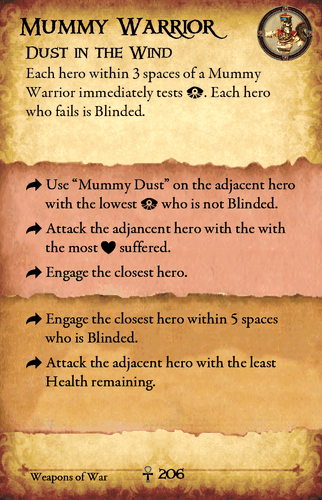 Mummy Warrior
Dust in the Wind
Each hero within 3 spaces of a Mummy
Warrior immediately tests . Each hero
who fails is Blinded.
Use “Mummy Dust” on the adjacent hero
with the lowest who is not Blinded.
Attack the adjancent hero with the with
the most suffered.
Engage the closest hero.
Engage the closest hero within 5 spaces
who is Blinded.
Attack the adjacent hero with the least
Health remaining.
Weapons of War ☥ 206